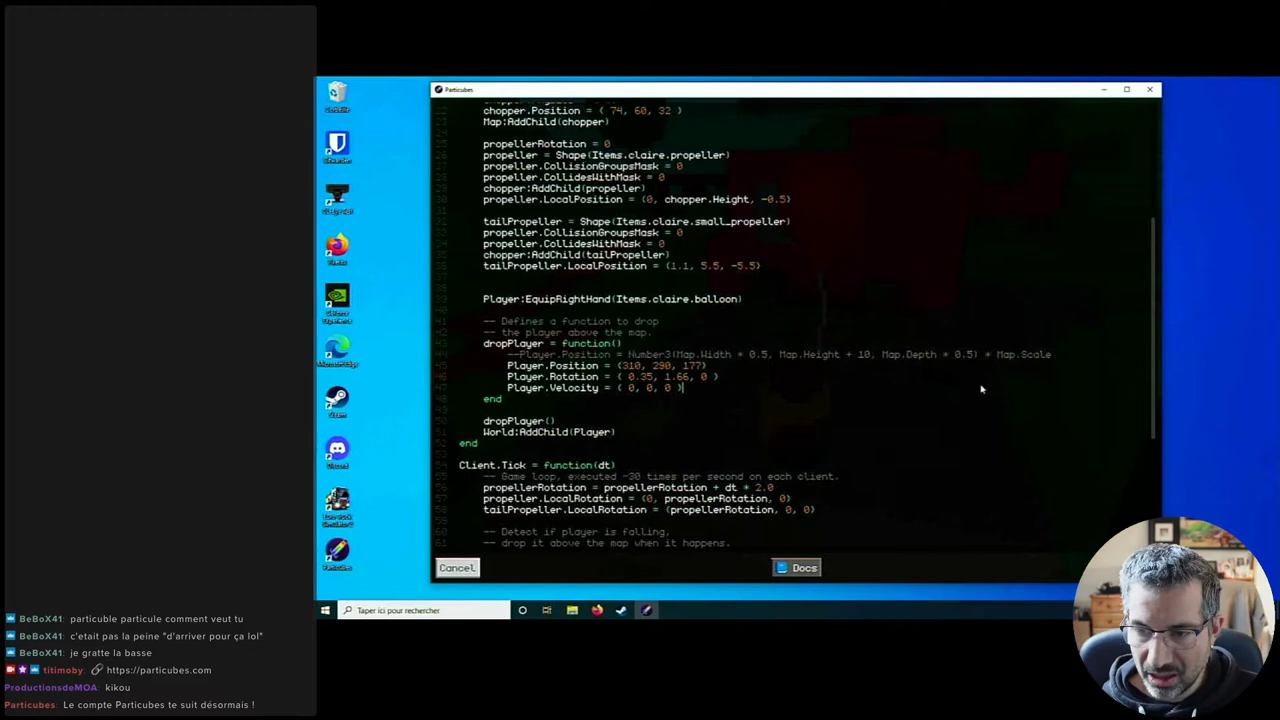 Particubes
chopper.Position = ( 74, 60, 32 )
Map:AddChild(chopper)
propellerRotation = 0
propeller = Shape(Items.claire.propeller)
propeller.CollisionGroupsMask = 0
propeller.CollidesWithMask = 0
chopper:AddChild(propeller)
propeller.LocalPosition = (0, chopper.Height, -0.5)
tailPropeller = Shape(Items.claire.small_propeller)
propeller.CollisionGroupsMask = 0
propeller.CollidesWithMask = 0
chopper:AddChild(tailPropeller)
tailPropeller.LocalPosition = (1.1, 5.5, -5.5)
Player:EquipRightHand(Items.claire.balloon)
-- Defines a function to drop
-- the player above the map.
dropPlayer = function()
--Player.Position = Number3(Map.Width * 0.5, Map.Height + 10, Map.Depth * 0.5) * Map.Scale
Player.Position = (310, 290, 177)
Player.Rotation = ( 0.35, 1.66, 0 )
Player.Velocity = ( 0, 0, 0 )
end
dropPlayer()
World:AddChild(Player)
end
Client.Tick = function(dt)
-- Game loop, executed ~30 times per second on each client.
propellerRotation = propellerRotation + dt * 2.0
propeller.LocalRotation = (0, propellerRotation, 0)
tailPropeller.LocalRotation = (propellerRotation, 0, 0)
-- Detect if player is falling,
-- drop it above the map when it happens.
Cancel
Docs
Firefox
Steam
Discord
Particubes
Taper ici pour rechercher
BeBoX41: particuble particule comment veut tu
BeBoX41: c'etait pas la peine "d'arriver pour ça lol"
BeBoX41: je gratte la basse
titimoby: https://particubes.com
ProductionsdeMOA: kikou
Particubes: Le compte Particubes te suit désormais !